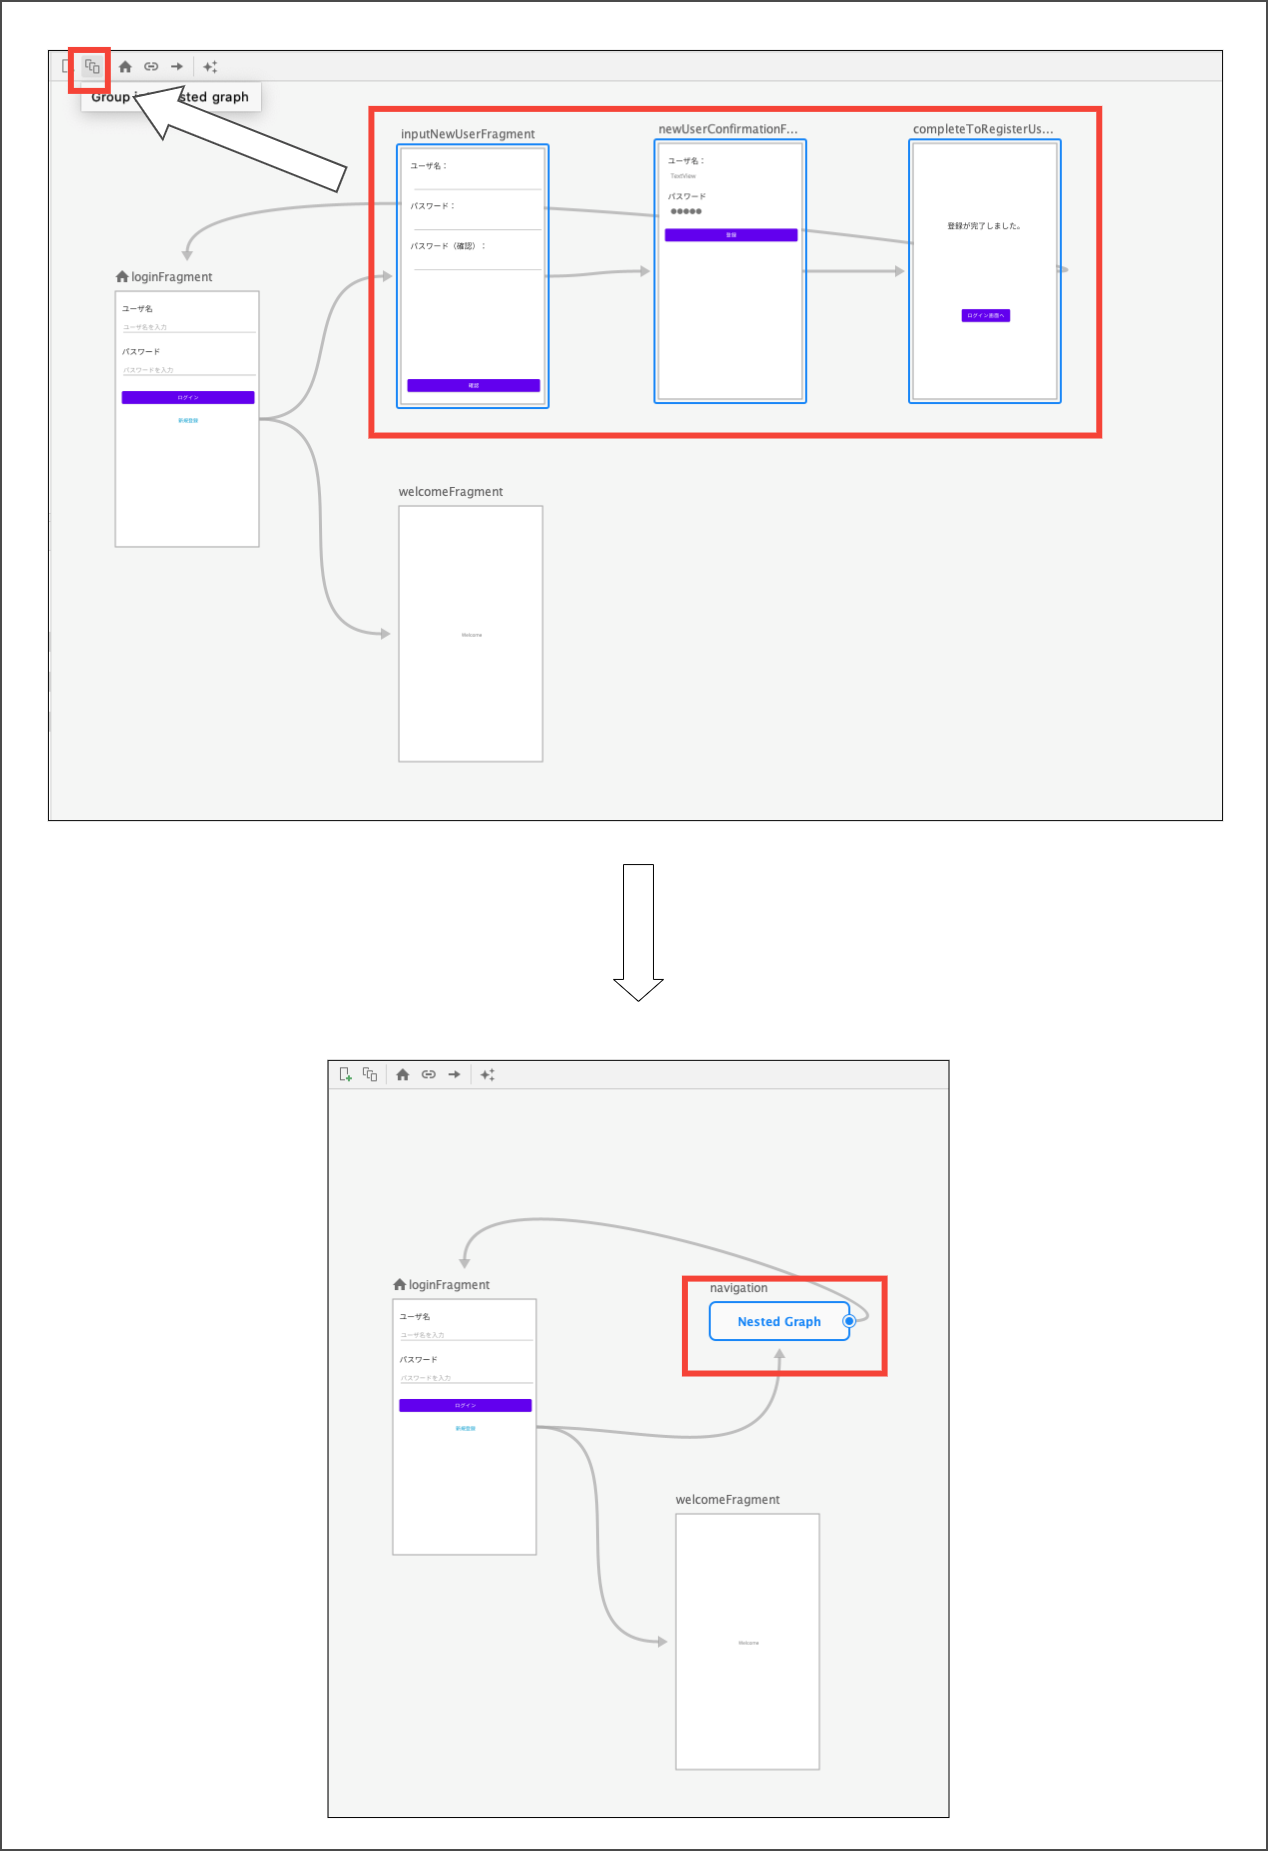 Group i sted graph
inputNewUserFragment
newUserConfirmationF...
completeToRegisterUs...
ユーザ名：
パスワード：
パスワード（確認）：
確認
ユーザ名：
TextView
パスワード
登録
登録が完了しました。
ログイン画面へ
loginFragment
ユーザ名
ユーザ名を入力
パスワード
パスワードを入力
ログイン
新規登録
welcomeFragment
Welcome
loginFragment
ユーザ名
ユーザ名を入力
パスワード
パスワードを入力
ログイン
新規登録
navigation
Nested Graph
welcomeFragment
Welcome